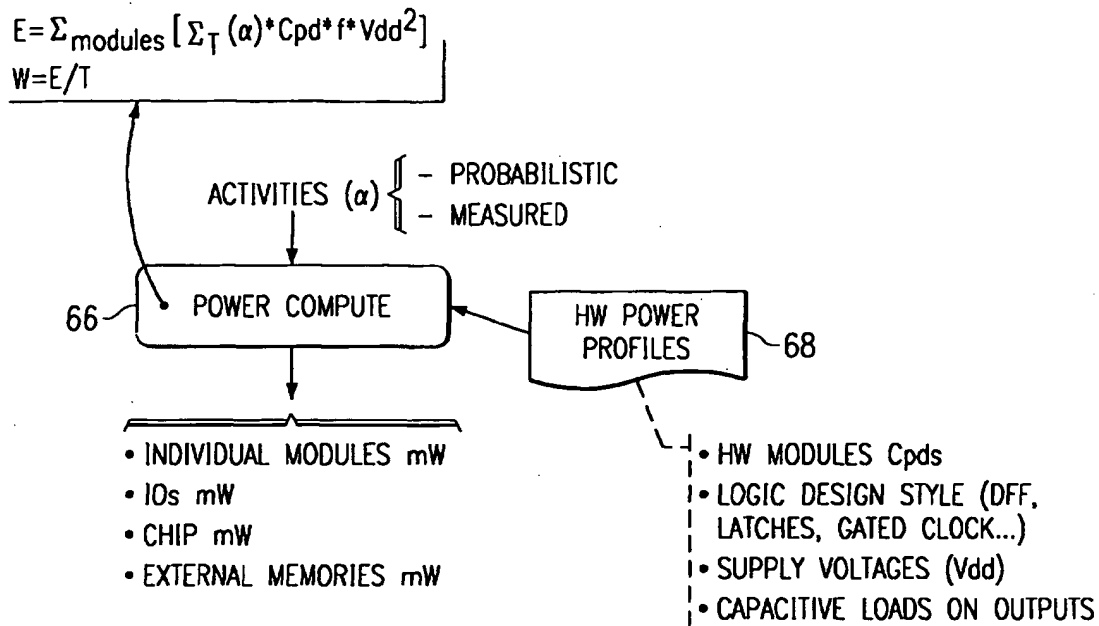 E=Σmodules[ΣT(α)*Cpd*f*Vdd²]
W=E/T
ACTIVITIES (α)
- PROBABILISTIC
- MEASURED
66
POWER COMPUTE
HW POWER
PROFILES
68
• INDIVIDUAL MODULES mW
• IOs mW
• CHIP mW
• EXTERNAL MEMORIES mW
• HW MODULES Cpds
• LOGIC DESIGN STYLE (DFF,
LATCHES, GATED CLOCK...)
• SUPPLY VOLTAGES (Vdd)
• CAPACITIVE LOADS ON OUTPUTS